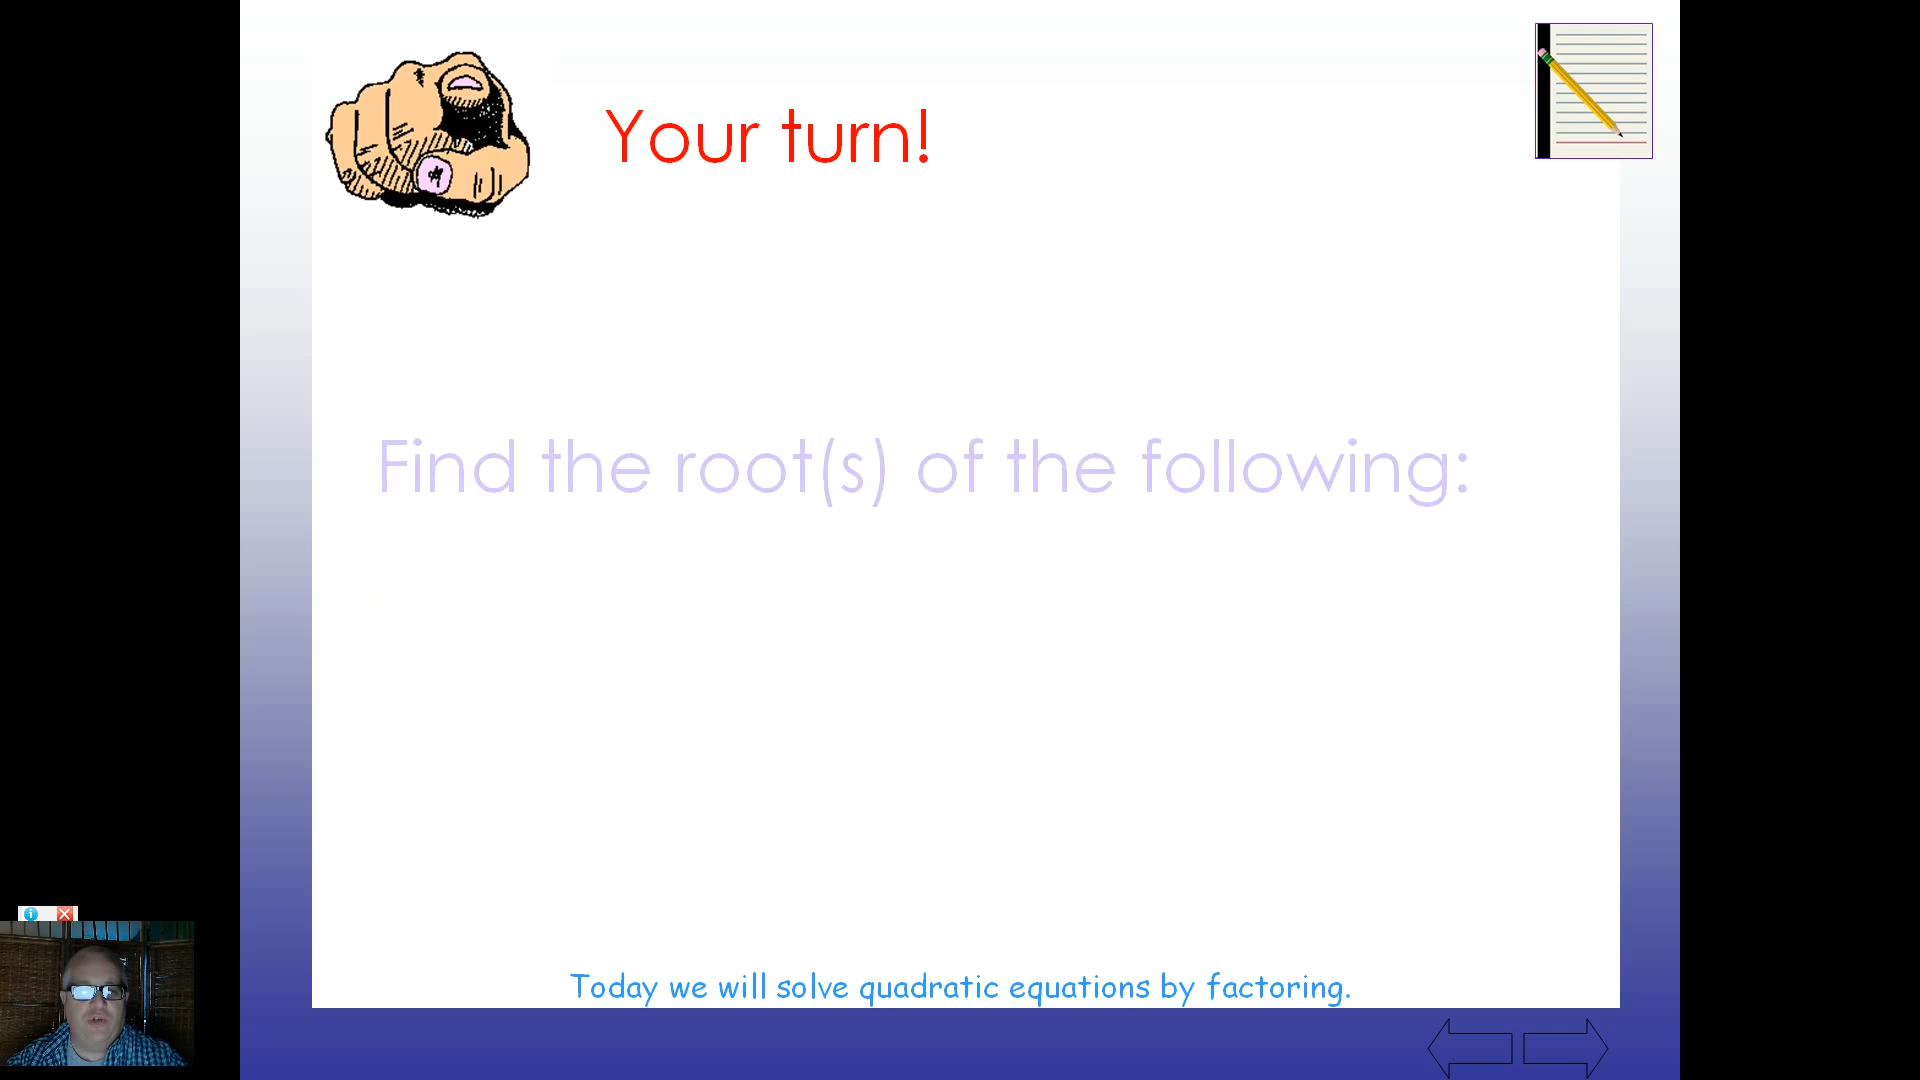 Your turn!
Find the root(s) of the following:
Today we will solve quadratic equations by factoring.